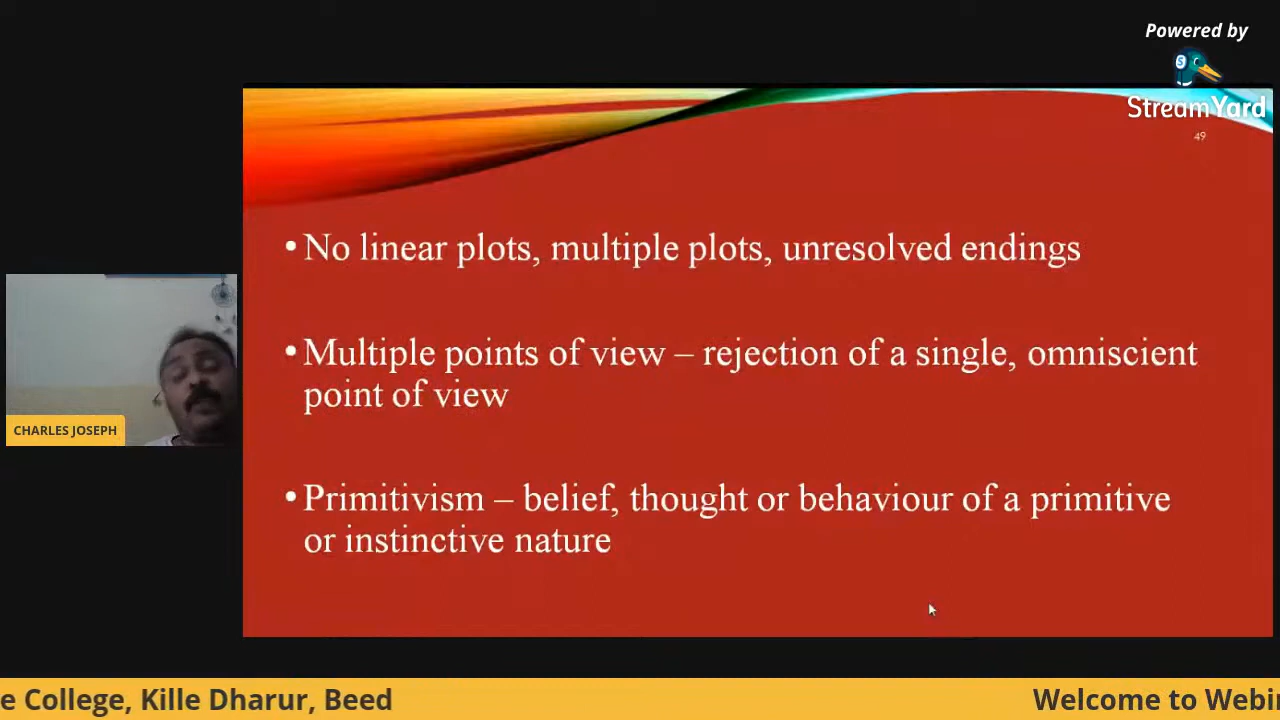 Powered by
StreamYard
49
• No linear plots, multiple plots, unresolved endings
• Multiple points of view – rejection of a single, omniscient
point of view
• Primitivism – belief, thought or behaviour of a primitive
or instinctive nature
CHARLES JOSEPH
e College, Kille Dharur, Beed
Welcome to Webi